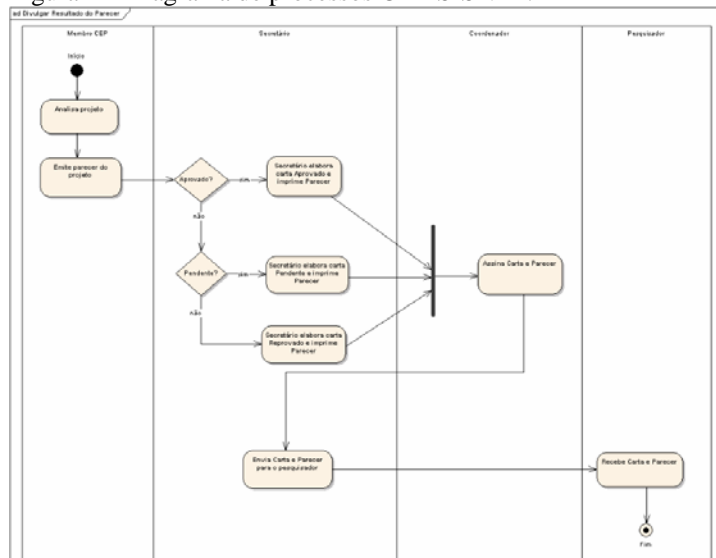 ad Divulgar Resultado do Parecer
Membro CEP
Secretário
Coordenador
Pesquisador
Início
Analisa projeto
Emite parecer do
projeto
Aprovado?
sim
Secretário elabora
carta Aprovado e
imprime Parecer
não
Pendente?
sim
Secretário elabora carta
Pendente e imprime
Parecer
Assina Carta e Parecer
não
Secretário elabora carta
Reprovado e imprime
Parecer
Envia Carta e Parecer
para o pesquisador
Recebe Carta e Parecer
Fim